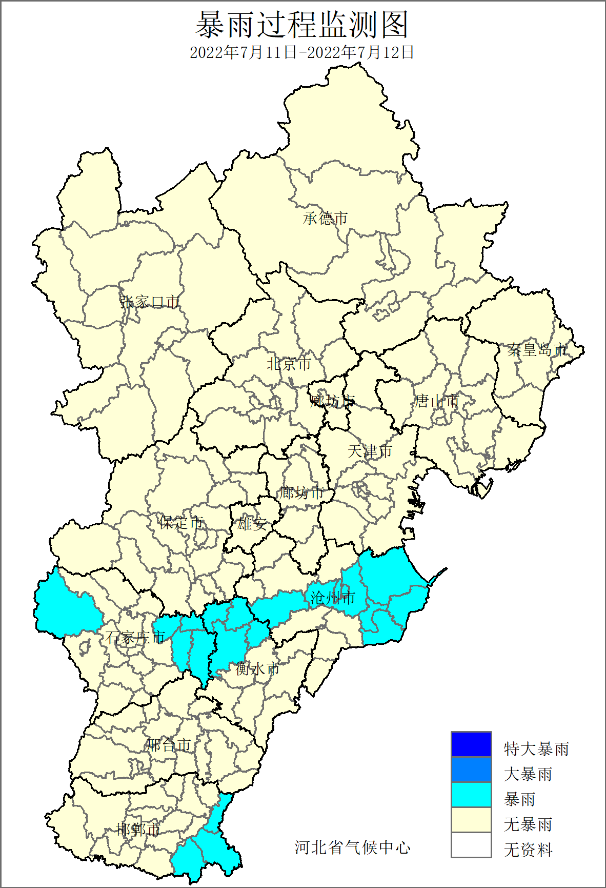 暴雨过程监测图
2022年7月11日-2022年7月12日
承德市
张家口市
秦皇岛市
北京市
廊坊市
唐山市
天津市
廊坊市
保定市
雄安
沧州市
石家庄市
衡水市
邢台市
特大暴雨
大暴雨
暴雨
无暴雨
无资料
邯郸市
河北省气候中心